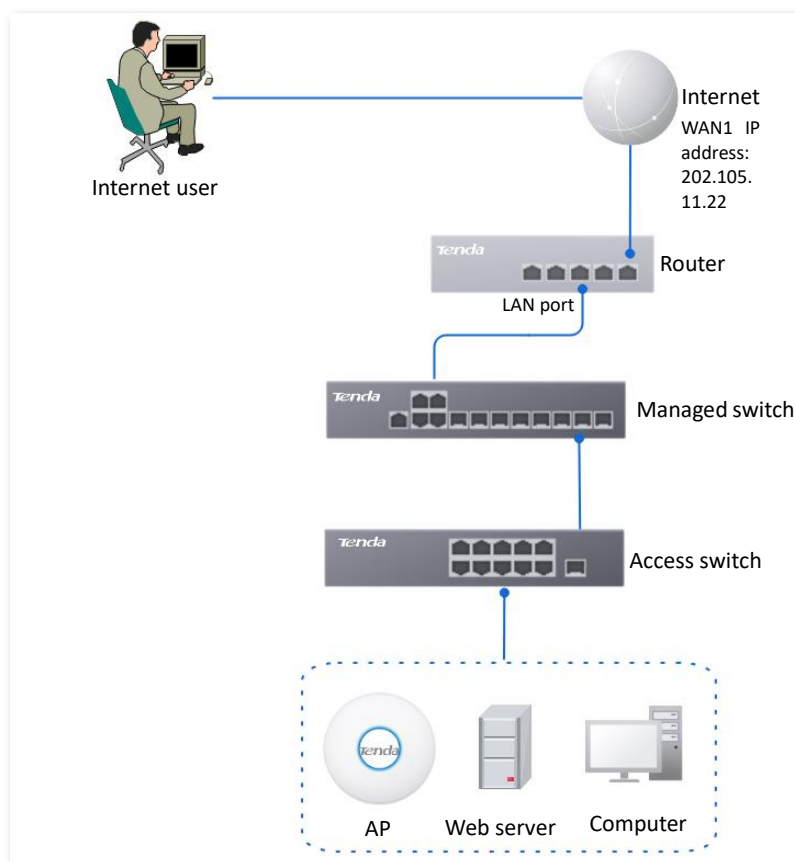 Internet
WAN1 IP
address:
202.105.
11.22
Internet user
Tenda
Router
LAN port
Tenda
Managed switch
Tenda
Access switch
Tenda
AP
Web server
Computer